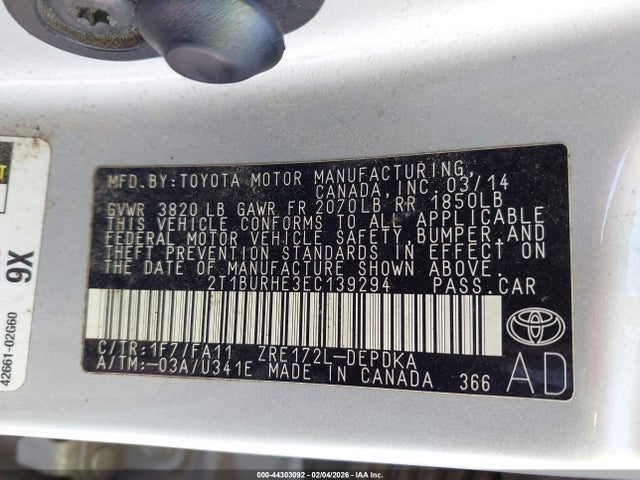 MFD.BY:TOYOTA MOTOR MANUFACTURING,
CANADA,INC. 03/14
GVWR 3820 LB GAWR FR 2070LB RR 1850LB
THIS VEHICLE CONFORMS TO ALL APPLICABLE
FEDERAL MOTOR VEHICLE SAFETY, BUMPER,AND
THEFT PREVENTION STANDARDS IN EFFECT ON
THE DATE OF MANUFACTURE SHOWN ABOVE.
2T1BURHE3EC139294 PASS.CAR
C/TR:1F7/FA11 ZRE172L-DEPDKA
A/TM:-03A/U341E MADE IN CANADA 366
AD
9X
42661-02G60
000-44303092 - 02/04/2026 - IAA Inc.